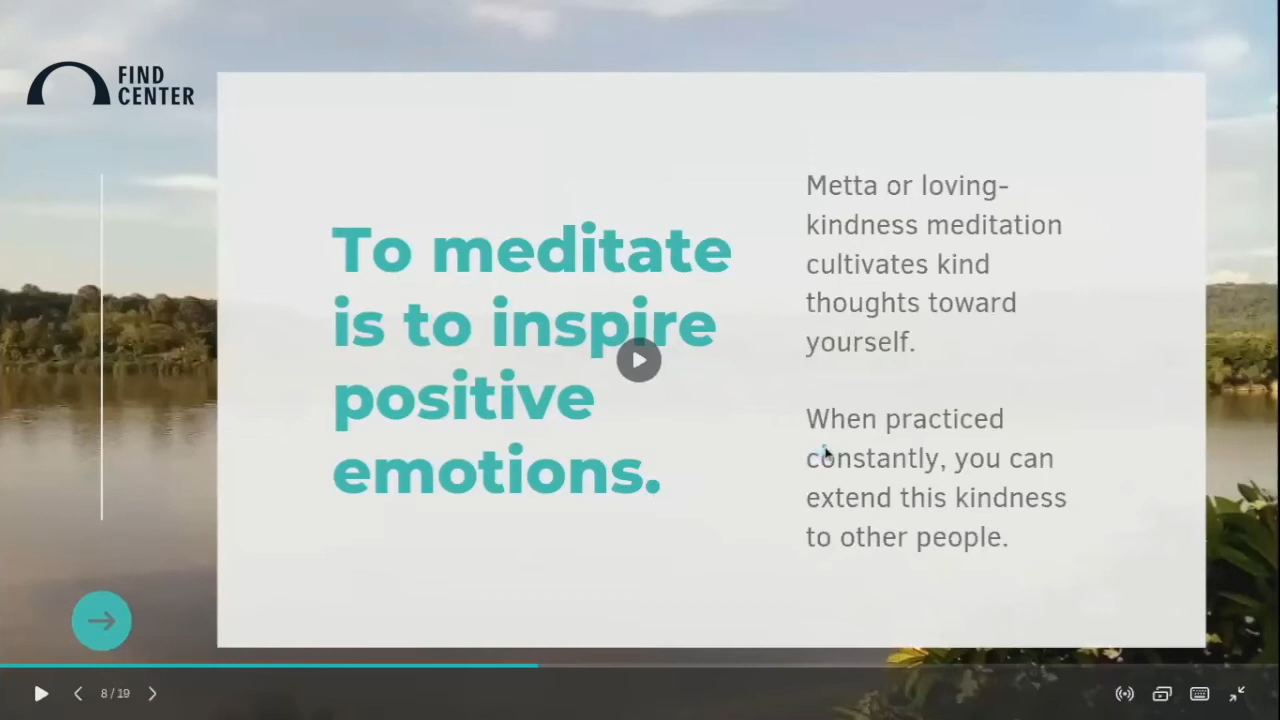 FIND
CENTER
To meditate
is to inspire
positive
emotions.
Metta or loving-
kindness meditation
cultivates kind
thoughts toward
yourself.
When practiced
constantly, you can
extend this kindness
to other people.
8 / 19